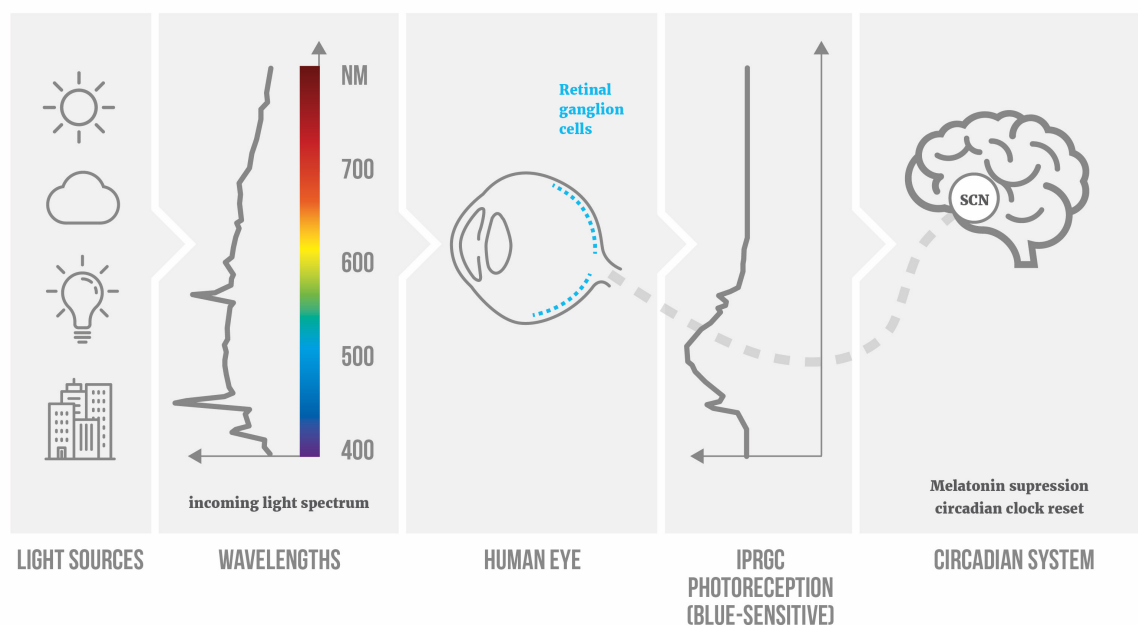 NM
700
600
500
400
incoming light spectrum
Retinal
ganglion
cells
SCN
Melatonin supression
circadian clock reset
LIGHT SOURCES
WAVELENGTHS
HUMAN EYE
IPRGC
PHOTORECEPTION
(BLUE-SENSITIVE)
CIRCADIAN SYSTEM